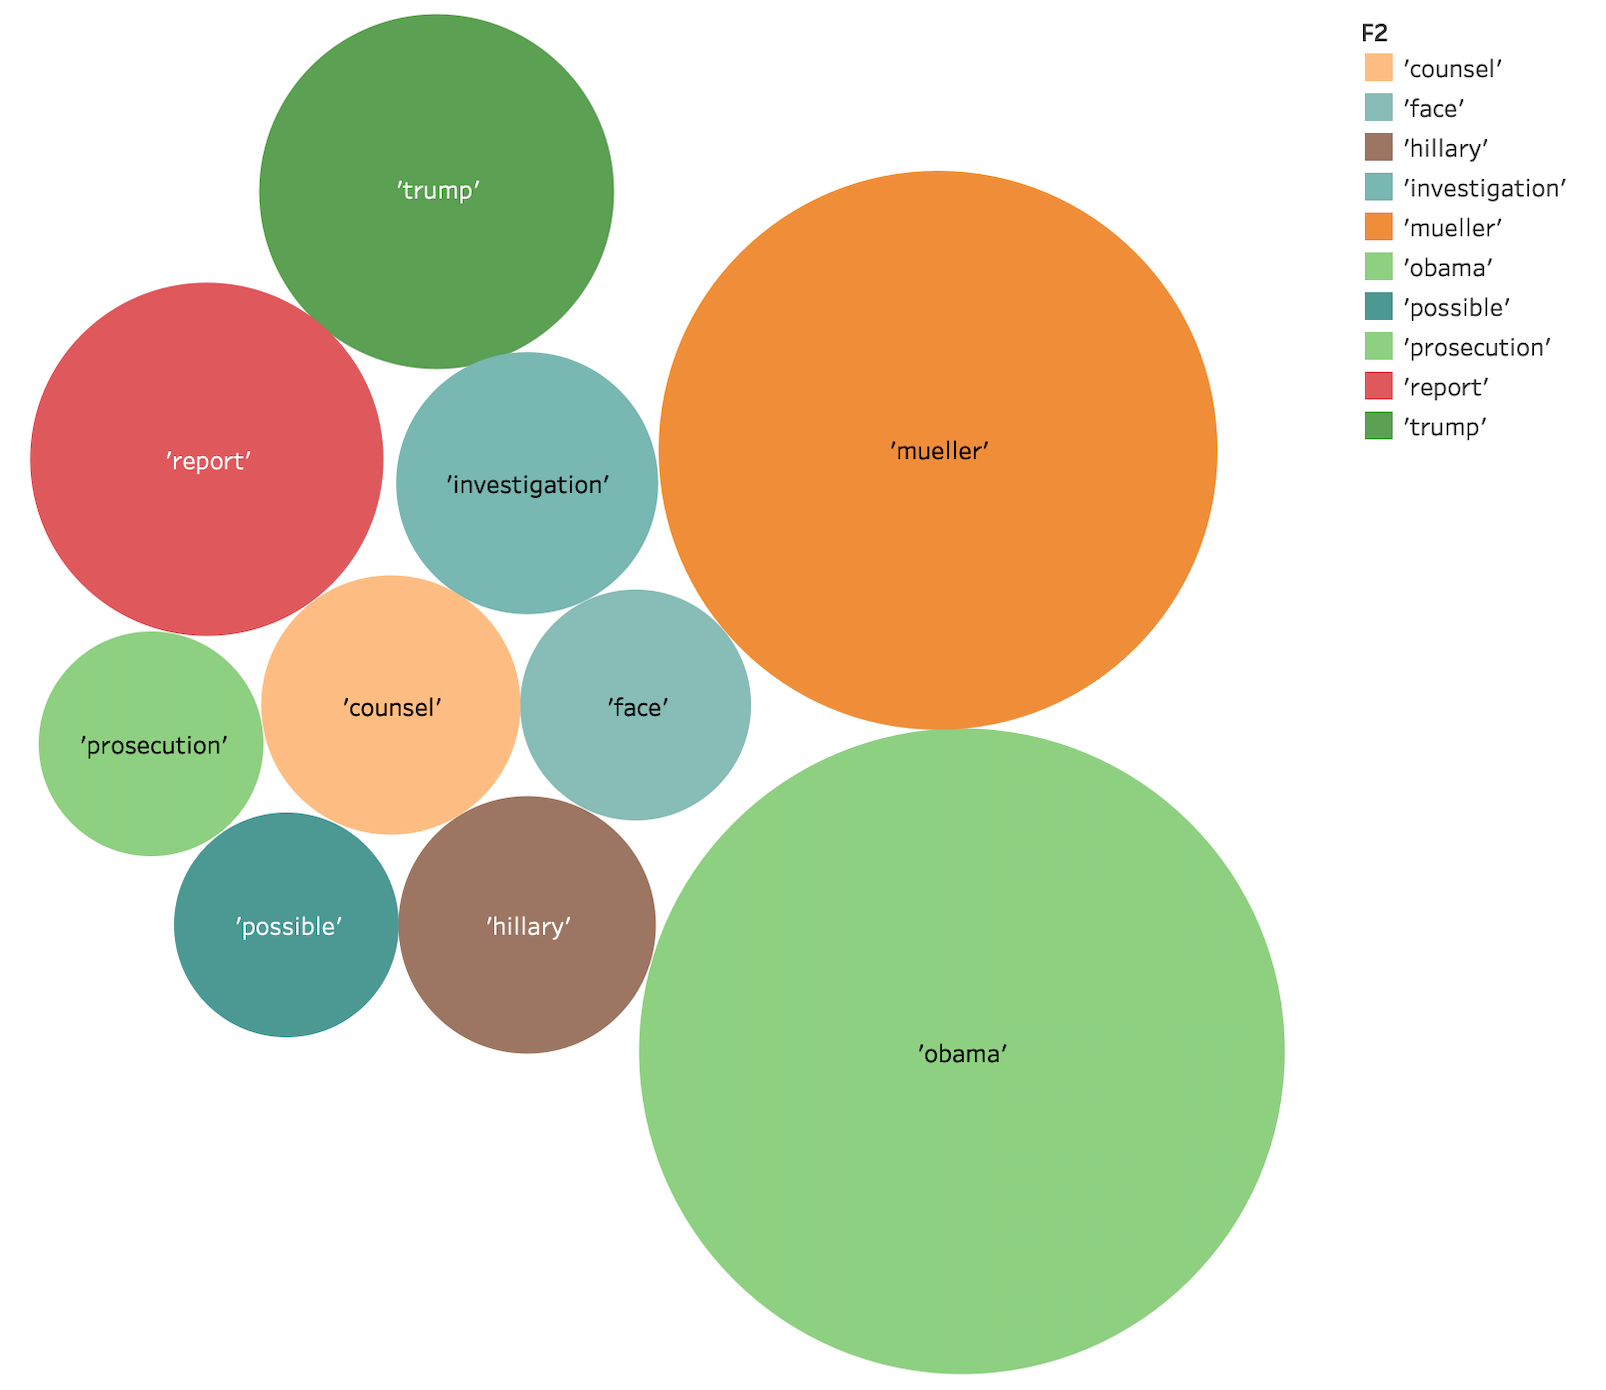 'trump'
'mueller'
'report'
'investigation'
'counsel'
'face'
'prosecution'
'possible'
'hillary'
'obama'
F2
'counsel'
'face'
'hillary'
'investigation'
'mueller'
'obama'
'possible'
'prosecution'
'report'
'trump'